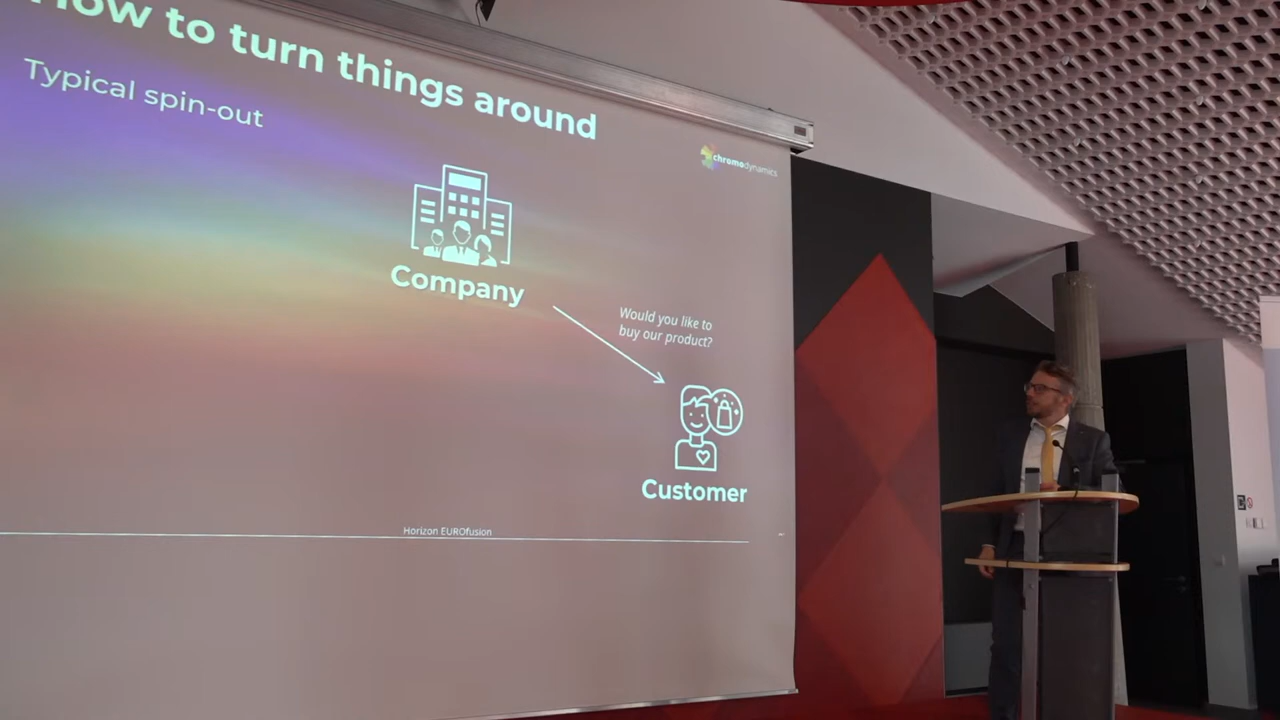 how to turn things around
Typical spin-out
chromodynamics
Company
Would you like to
buy our product?
Customer
Horizon EUROfusion